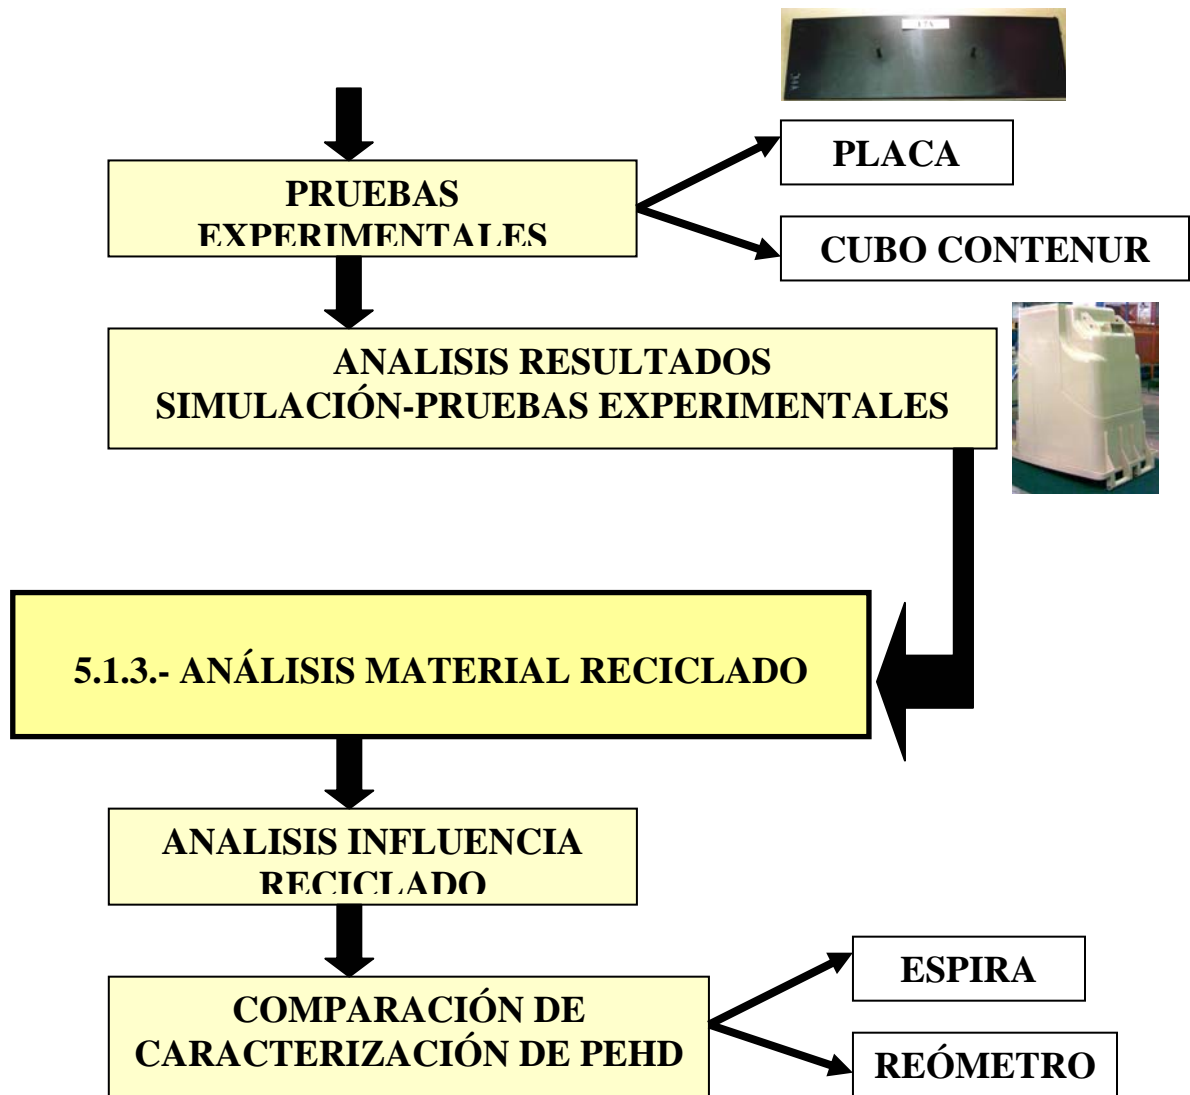 PLACA
PRUEBAS
EXPERIMENTALES
CUBO CONTENUR
ANALISIS RESULTADOS
SIMULACIÓN-PRUEBAS EXPERIMENTALES
5.1.3.- ANÁLISIS MATERIAL RECICLADO
ANALISIS INFLUENCIA
RECICLADO
COMPARACIÓN DE
CARACTERIZACIÓN DE PEHD
ESPIRA
REÓMETRO